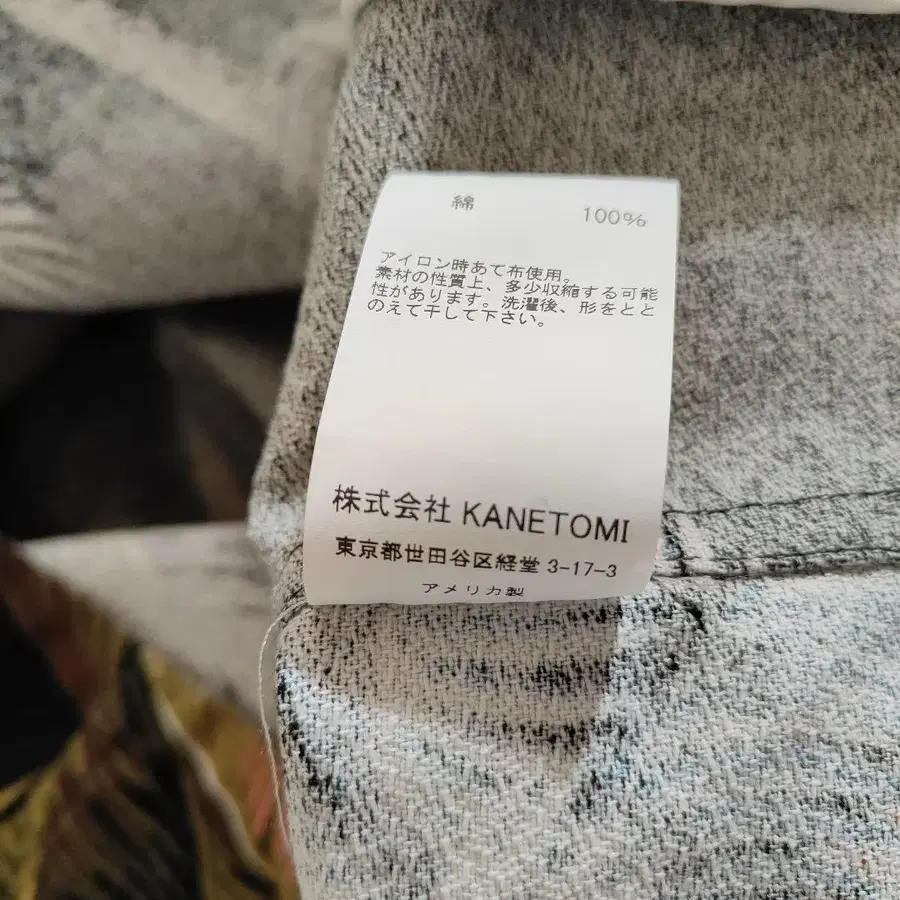 綿 100%
アイロン時あて布使用。
素材の性質上、多少収縮する可能
性があります。洗濯後、形をとと
のえて干して下さい。
株式会社 KANETOMI
東京都世田谷区経堂 3-17-3
アメリカ製